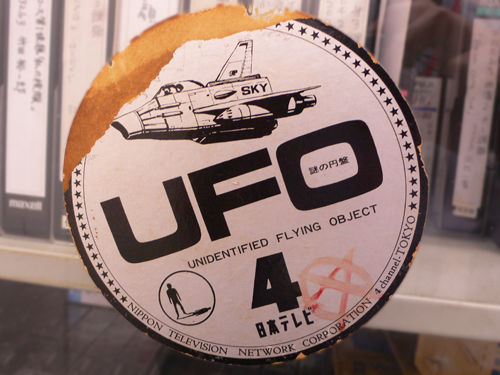 SKY
UFO
謎の円盤
UNIDENTIFIED FLYING OBJECT
4
日本テレビ
NIPPON TELEVISION NETWORK CORPORATION 4 channel-TOKYO
maxell